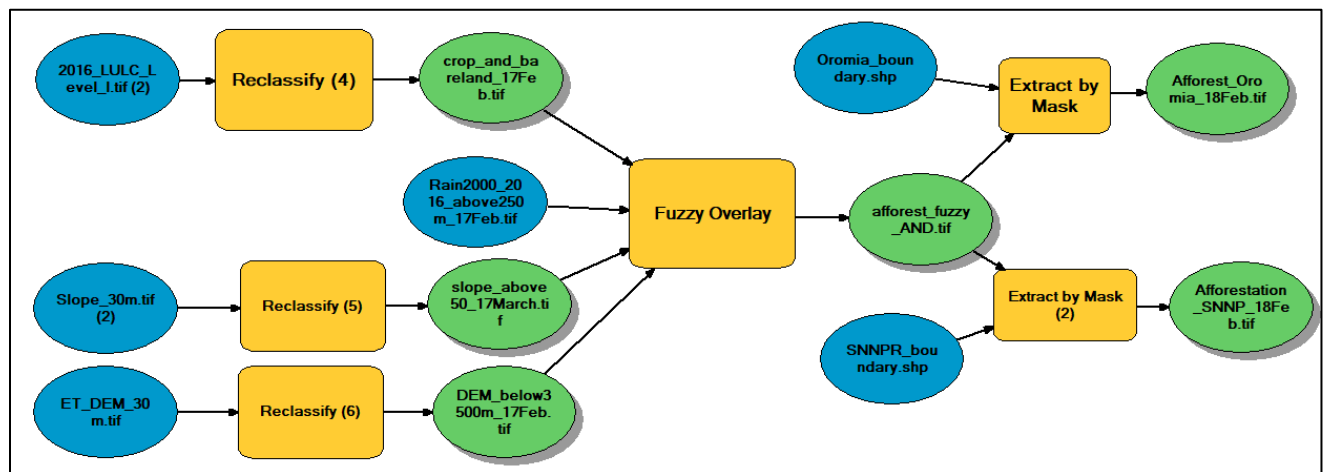 2016_LULC_L
evel_I.tif (2)
Reclassify (4)
crop_and_ba
reland_17Fe
b.tif
Rain2000_20
16_above250
m_17Feb.tif
Slope_30m.tif
(2)
Reclassify (5)
slope_above
50_17March.ti
f
ET_DEM_30
m.tif
Reclassify (6)
DEM_below3
500m_17Feb.
tif
Fuzzy Overlay
afforest_fuzzy
_AND.tif
Oromia_boun
dary.shp
Extract by
Mask
Afforest_Oro
mia_18Feb.tif
SNNPR_bou
ndary.shp
Extract by Mask
(2)
Afforestation
_SNNP_18Fe
b.tif